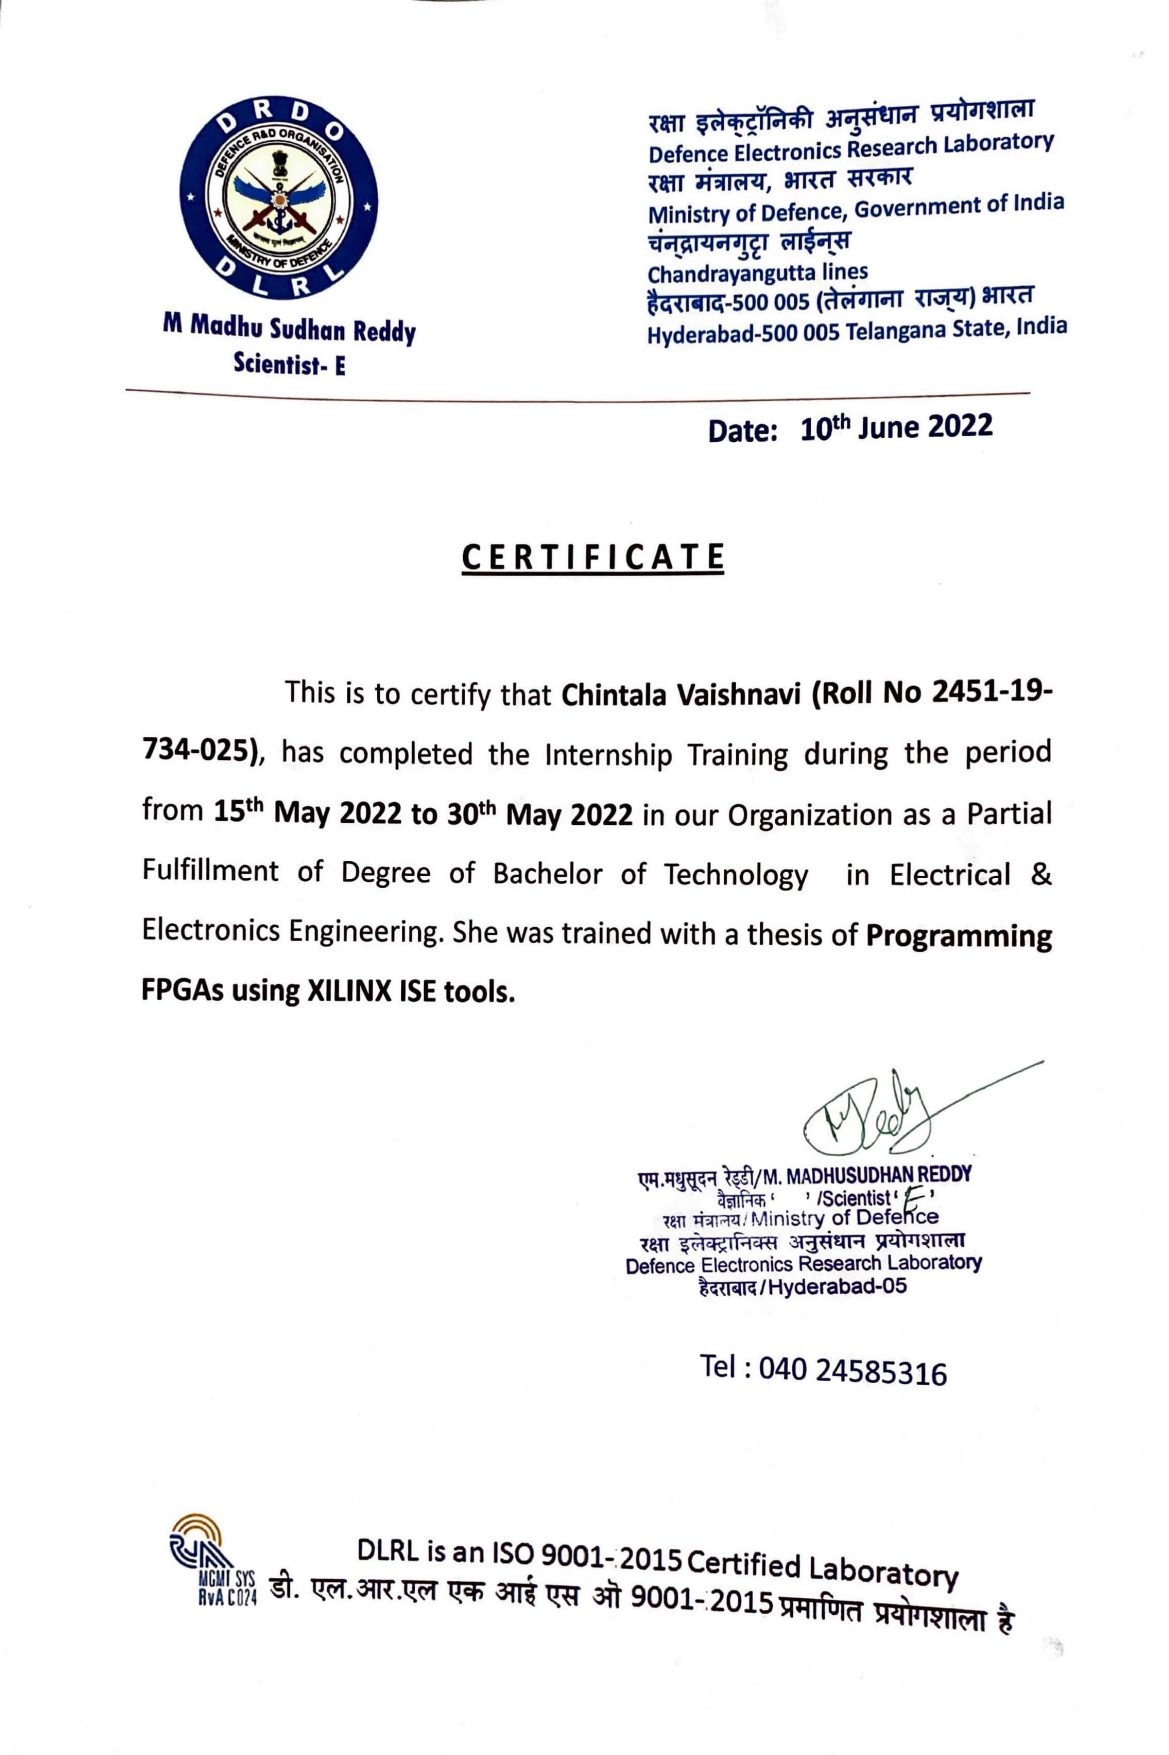 DRDO
DEFENCE R&D ORGANISATION
MINISTRY OF DEFENCE
DLRL
M Madhu Sudhan Reddy
Scientist- E
रक्षा इलेक्ट्रॉनिकी अनुसंधान प्रयोगशाला
Defence Electronics Research Laboratory
रक्षा मंत्रालय, भारत सरकार
Ministry of Defence, Government of India
चंन्द्रायनगुट्टा लाईन्स
Chandrayangutta lines
हैदराबाद-500 005 (तेलंगाना राज्य) भारत
Hyderabad-500 005 Telangana State, India
Date: 10th June 2022
CERTIFICATE
This is to certify that Chintala Vaishnavi (Roll No 2451-19-
734-025), has completed the Internship Training during the period
from 15th May 2022 to 30th May 2022 in our Organization as a Partial
Fulfillment of Degree of Bachelor of Technology in Electrical &
Electronics Engineering. She was trained with a thesis of Programming
FPGAs using XILINX ISE tools.
एम.मधुसूदन रेड्डी/M. MADHUSUDHAN REDDY
वैज्ञानिक ' ' /Scientist 'E'
रक्षा मंत्रालय/Ministry of Defence
रक्षा इलेक्ट्रानिक्स अनुसंधान प्रयोगशाला
Defence Electronics Research Laboratory
हैदराबाद/Hyderabad-05
Tel : 040 24585316
MGMT SYS
RvA C024
DLRL is an ISO 9001-:2015 Certified Laboratory
डी. एल.आर.एल एक आई एस ओ 9001-:2015 प्रमाणित प्रयोगशाला है